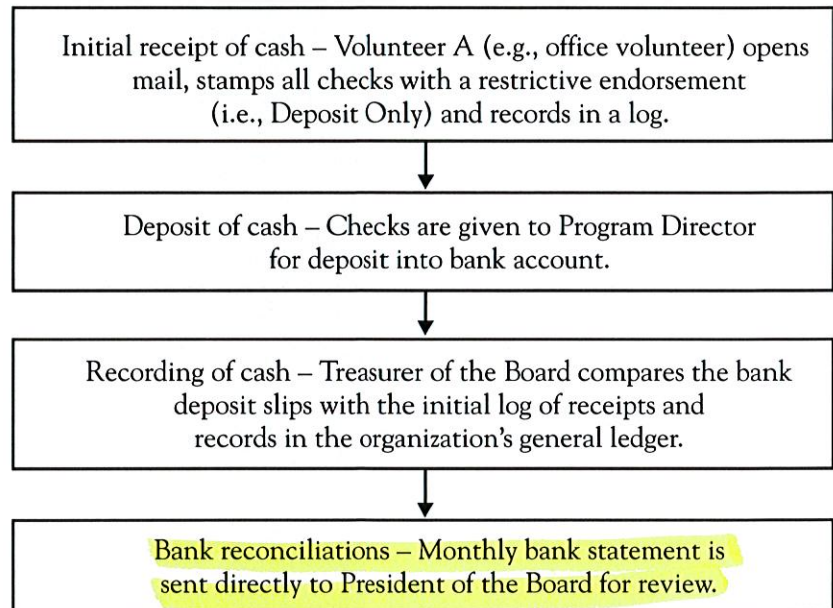 Initial receipt of cash – Volunteer A (e.g., office volunteer) opens
mail, stamps all checks with a restrictive endorsement
(i.e., Deposit Only) and records in a log.
Deposit of cash – Checks are given to Program Director
for deposit into bank account.
Recording of cash – Treasurer of the Board compares the bank
deposit slips with the initial log of receipts and
records in the organization’s general ledger.
Bank reconciliations – Monthly bank statement is
sent directly to President of the Board for review.